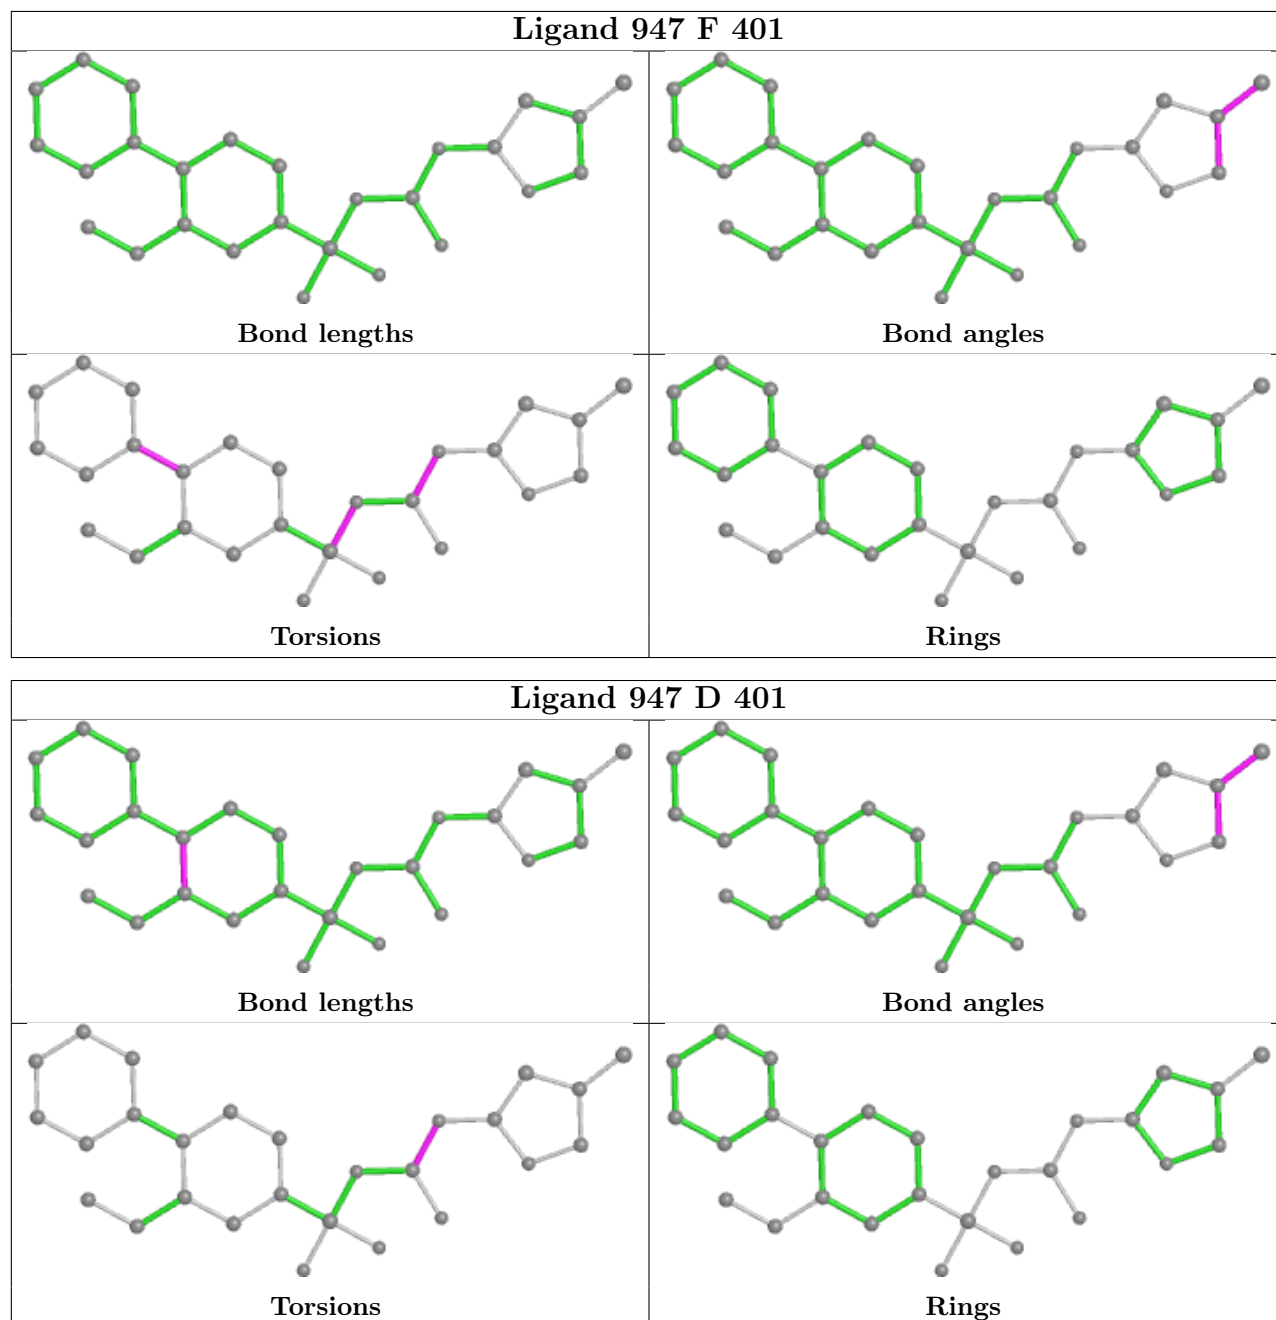 Ligand 947 F 401
Bond lengths
Bond angles
Torsions
Rings
Ligand 947 D 401
Bond lengths
Bond angles
Torsions
Rings